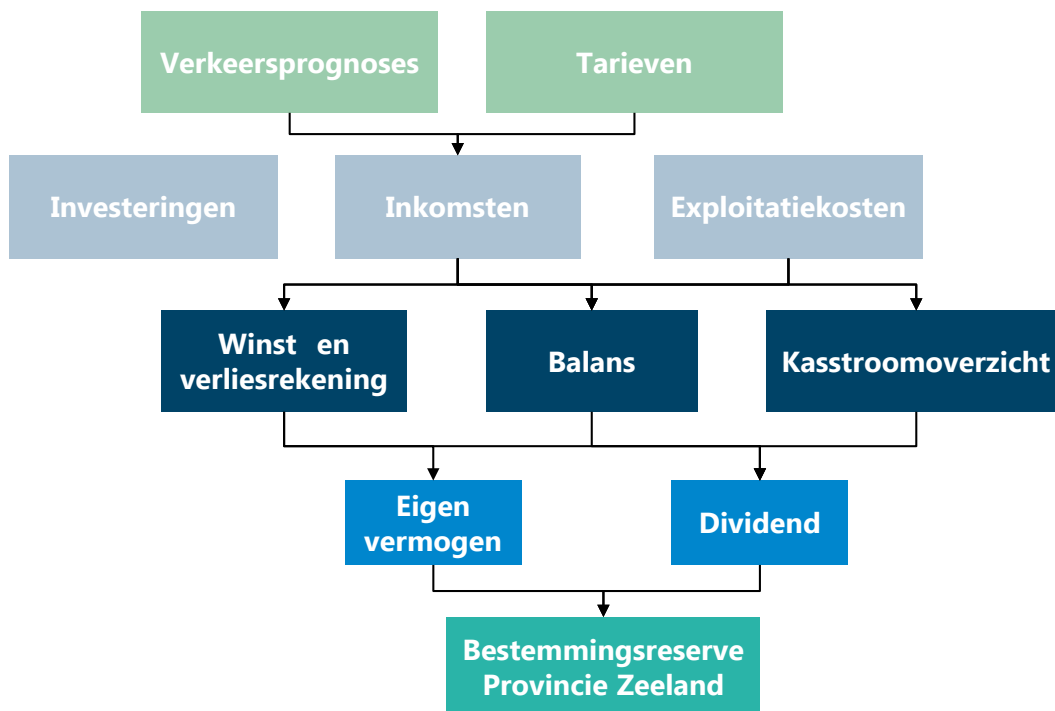 Verkeersprognoses
Tarieven
Investeringen
Inkomsten
Exploitatiekosten
Winst en
verliesrekening
Balans
Kasstroomoverzicht
Eigen
vermogen
Dividend
Bestemmingsreserve
Provincie Zeeland